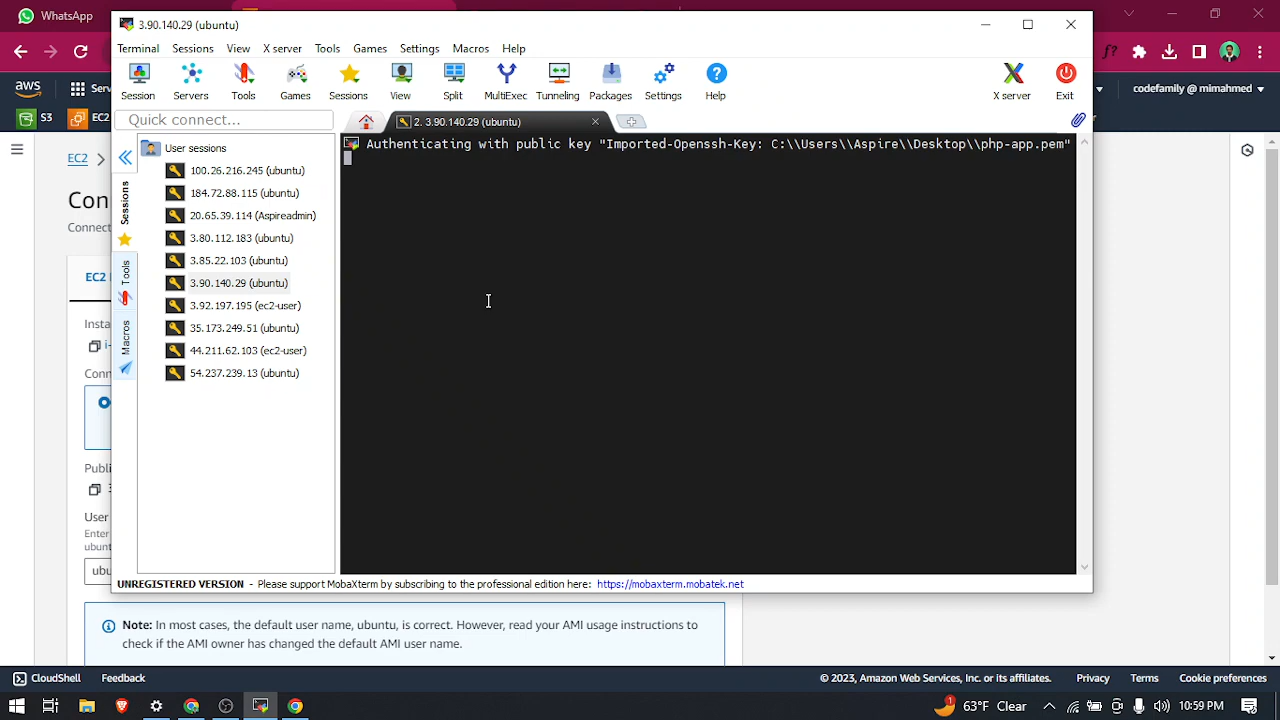 WhatsApp
3.90.140.29 (ubuntu)
Terminal Sessions View X server Tools Games Settings Macros Help
Session Servers Tools Games Sessions View Split MultiExec Tunneling Packages Settings Help X server Exit
aws
codefamily @ mimahmed
S3
EC2
Quick connect...
2. 3.90.140.29 (ubuntu)
User sessions
100.26.216.245 (ubuntu)
184.72.88.115 (ubuntu)
20.65.39.114 (Aspireadmin)
3.80.112.183 (ubuntu)
3.85.22.103 (ubuntu)
3.90.140.29 (ubuntu)
3.92.197.195 (ec2-user)
35.173.249.51 (ubuntu)
44.211.62.103 (ec2-user)
54.237.239.13 (ubuntu)
Sessions
Tools
Macros
Authenticating with public key "Imported-Openssh-Key: C:\\Users\\Aspire\\Desktop\\php-app.pem"
EC2
Connect
EC2
User
Enter
UNREGISTERED VERSION - Please support MobaXterm by subscribing to the professional edition here: https://mobaxterm.mobatek.net
Note: In most cases, the default user name, ubuntu, is correct. However, read your AMI usage instructions to
check if the AMI owner has changed the default AMI user name.
CloudShell Feedback © 2023, Amazon Web Services, Inc. or its affiliates. Privacy Terms Cookie preferences
1 63°F Clear 10:59 PM